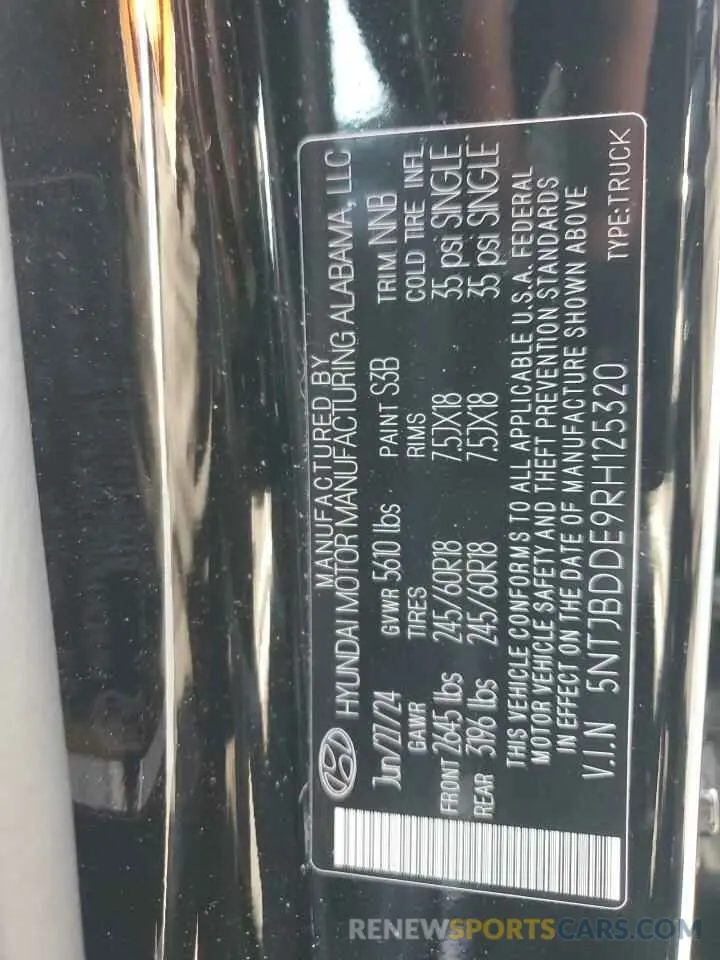 MANUFACTURED BY
HYUNDAI MOTOR MANUFACTURING ALABAMA, LLC
Jun/27/24 GVWR 5610 lbs PAINT S3B TRIM NNB
GAWR TIRES RIMS COLD TIRE INFL.
FRONT 2645 lbs 245/60R18 7.5JX18 35 psi SINGLE
REAR 3196 lbs 245/60R18 7.5JX18 35 psi SINGLE
THIS VEHICLE CONFORMS TO ALL APPLICABLE U.S.A. FEDERAL
MOTOR VEHICLE SAFETY AND THEFT PREVENTION STANDARDS
IN EFFECT ON THE DATE OF MANUFACTURE SHOWN ABOVE
V.I.N 5NTJBDDE9RH125320 TYPE:TRUCK
RENEWSPORTSCARS.COM